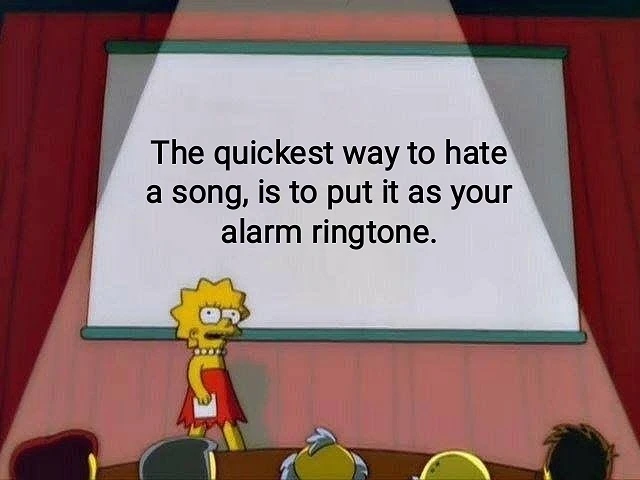 The quickest way to hate
a song, is to put it as your
alarm ringtone.